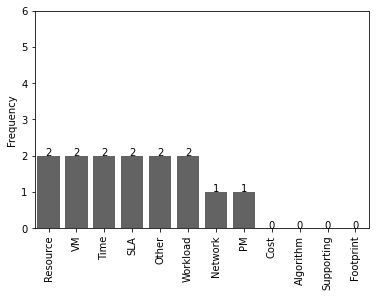 6
5
4
3
2
1
0
Frequency
2 2 2 2 2 2 1 1 0 0 0 0
Resource
VM
Time
SLA
Other
Workload
Network
PM
Cost
Algorithm
Supporting
Footprint